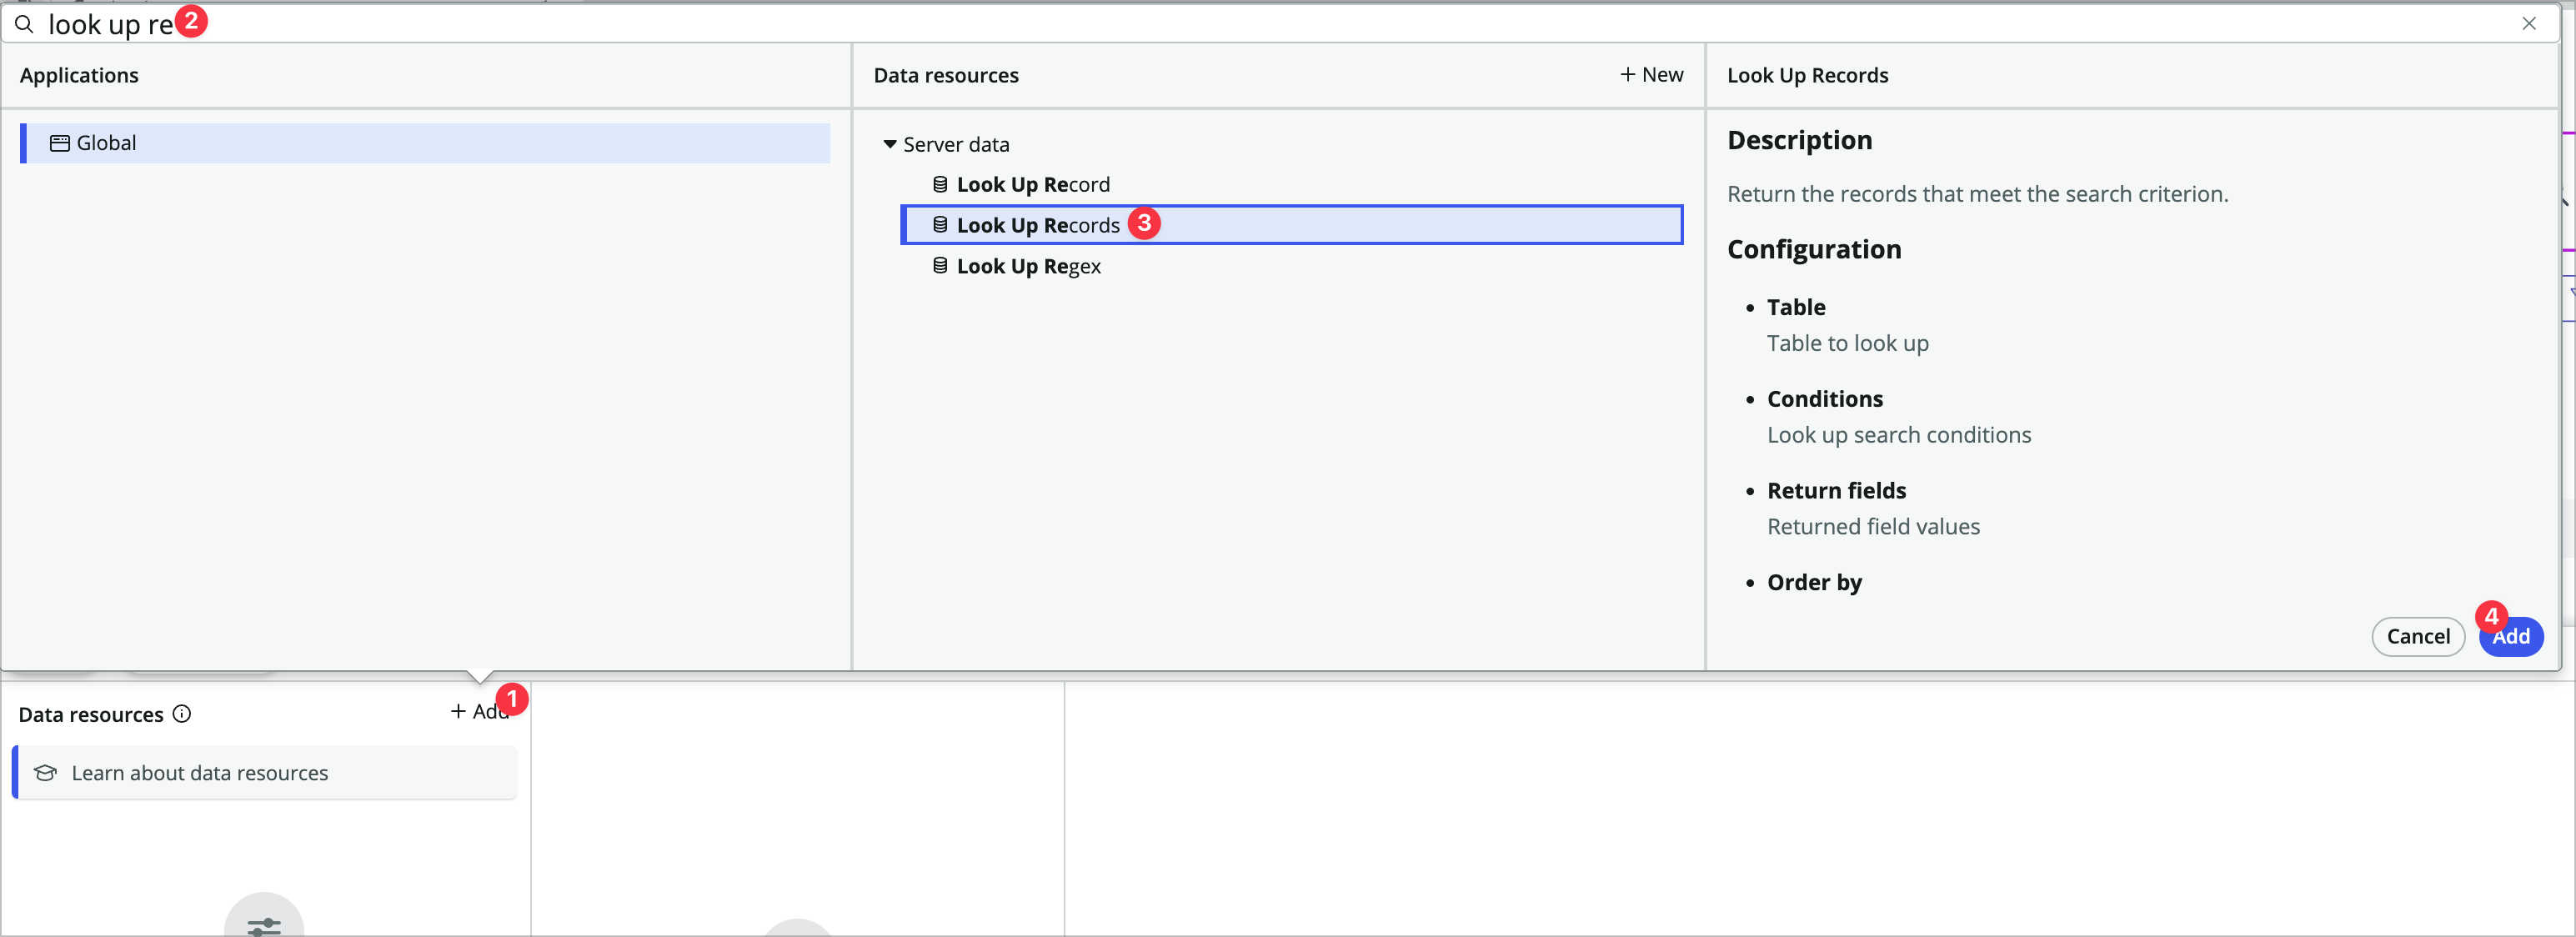 look up re 2
Applications
Data resources
+ New
Look Up Records
Global
Server data
Look Up Record
Look Up Records 3
Look Up Regex
Description
Return the records that meet the search criterion.
Configuration
• Table
Table to look up
• Conditions
Look up search conditions
• Return fields
Returned field values
• Order by
Cancel
4
Add
Data resources
+ Add 1
Learn about data resources